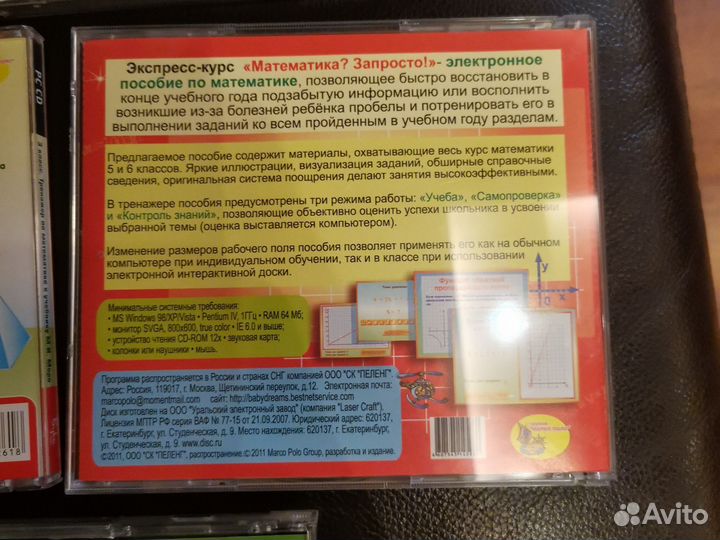 Экспресс-курс «Математика? Запросто!»- электронное
пособие по математике, позволяющее быстро восстановить в
конце учебного года подзабытую информацию или восполнить
возникшие из-за болезней ребёнка пробелы и потренировать его в
выполнении заданий ко всем пройденным в учебном году разделам.
Предлагаемое пособие содержит материалы, охватывающие весь курс математики
5 и 6 классов. Яркие иллюстрации, визуализация заданий, обширные справочные
сведения, оригинальная система поощрения делают занятия высокоэффективными.
В тренажере пособия предусмотрены три режима работы: «Учеба», «Самопроверка»
и «Контроль знаний», позволяющие объективно оценить успехи школьника в усвоении
выбранной темы (оценка выставляется компьютером).
Изменение размеров рабочего поля пособия позволяет применять его как на обычном
компьютере при индивидуальном обучении, так и в классе при использовании
электронной интерактивной доски.
Минимальные системные требования:
• MS Windows 98/XP/Vista • Pentium IV, 1ГГц • RAM 64 Мб;
• монитор SVGA, 800x600, true color • IE 6.0 и выше;
• устройство чтения CD-ROM 12x • звуковая карта;
• колонки или наушники • мышь.
Программа распространяется в России и странах СНГ компанией ООО "СК "ПЕЛЕНГ".
Адрес: Россия, 119017, г. Москва, Щетининский переулок, д.12. Электронная почта:
marcopolo@momentmail.com сайт: http://babydreams.bestnetservice.com
Диск изготовлен на ООО "Уральский электронный завод" (компания "Laser Craft").
Лицензия МПТР РФ серия ВАФ № 77-15 от 21.09.2007. Юридический адрес: 620137,
г. Екатеринбург, ул. Студенческая, д. 9. Место нахождения: 620137, г. Екатеринбург,
ул. Студенческая, д. 9. www.disc.ru
©2011, ООО "СК "ПЕЛЕНГ", распространение; © 2011 Marco Polo Group, разработка и издание.
y
0
x
PC CD
3 класс. Тренажер по математике к учебнику М.И. Моро
2618
Avito